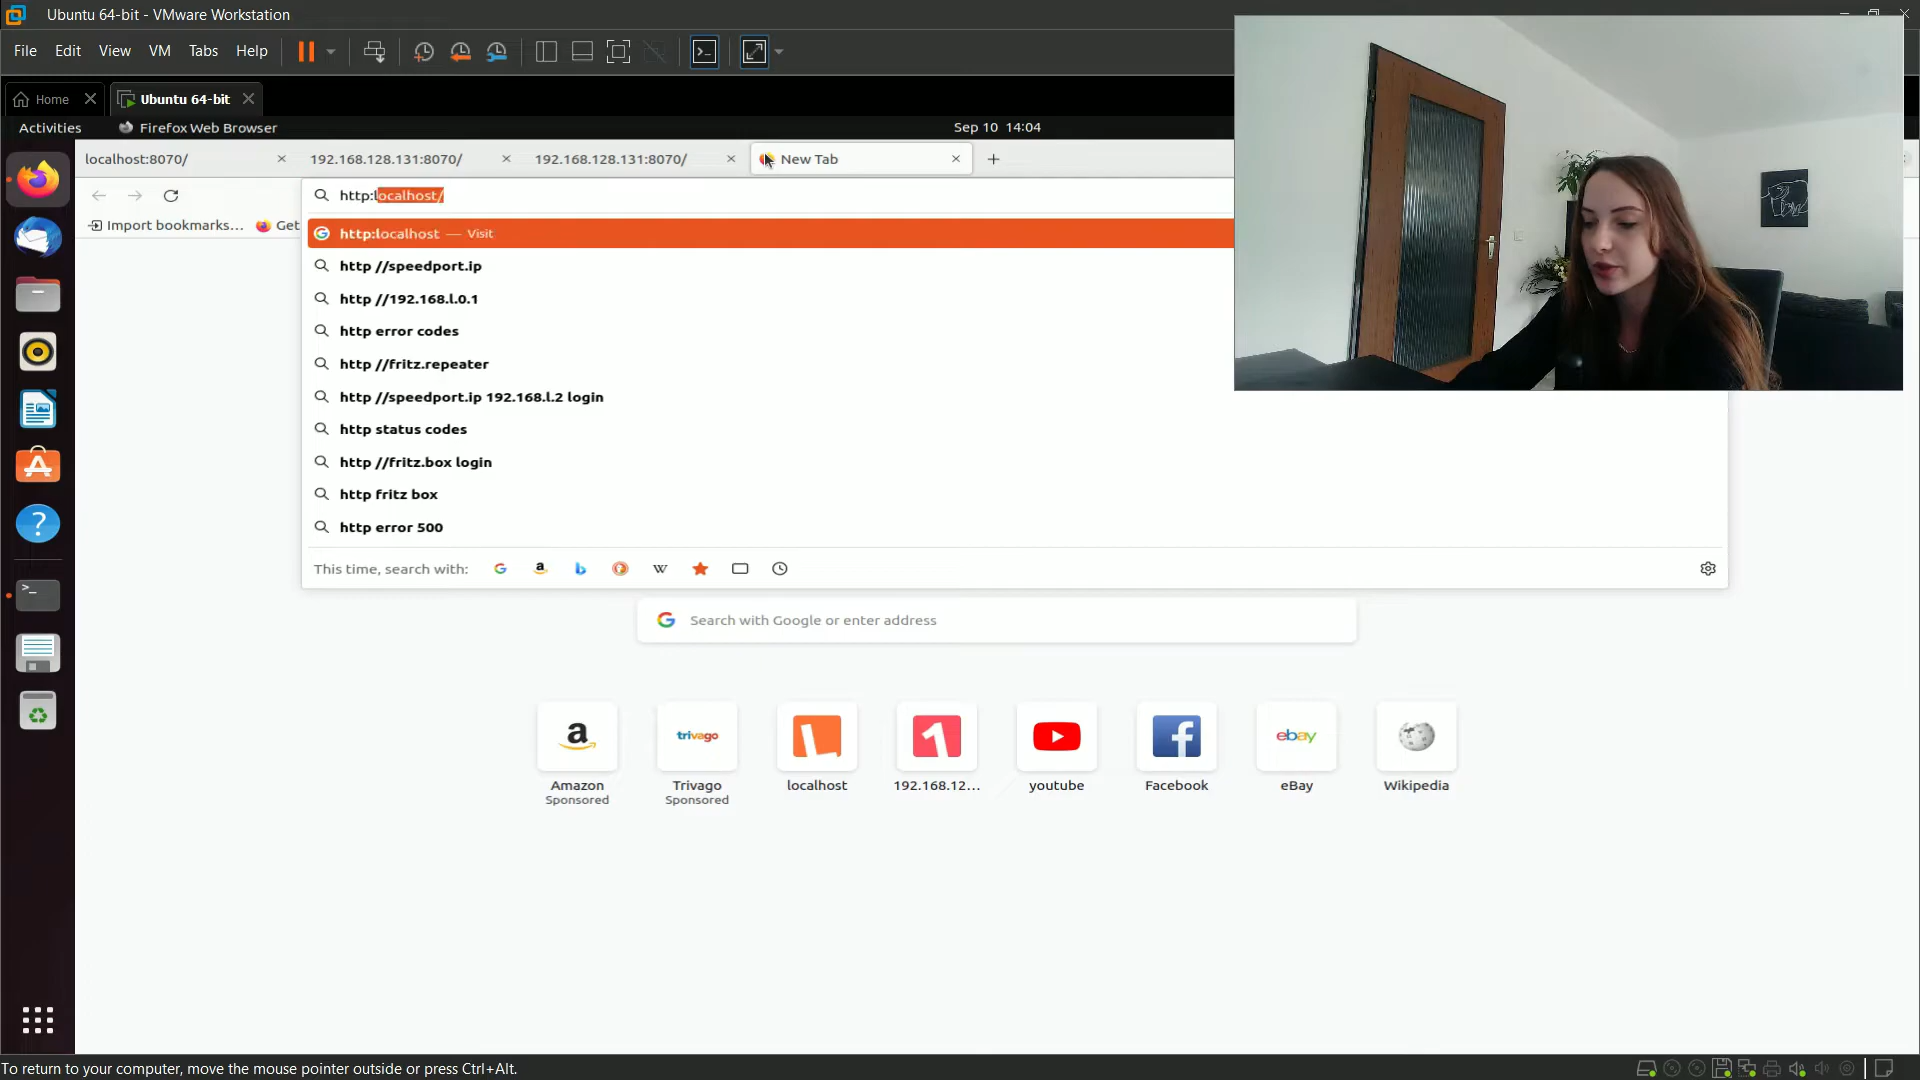 Ubuntu 64-bit - VMware Workstation
File Edit View VM Tabs Help
Home
Ubuntu 64-bit
Activities
Firefox Web Browser
Sep 10 14:04
localhost:8070/
192.168.128.131:8070/
192.168.128.131:8070/
New Tab
http:localhost/
Import bookmarks...
Get
http:localhost — Visit
http //speedport.ip
http //192.168.l.0.1
http error codes
http //fritz.repeater
http //speedport.ip 192.168.l.2 login
http status codes
http //fritz.box login
http fritz box
http error 500
This time, search with:
Search with Google or enter address
trivago
ebay
Amazon
Sponsored
Trivago
Sponsored
localhost
192.168.12...
youtube
Facebook
eBay
Wikipedia
To return to your computer, move the mouse pointer outside or press Ctrl+Alt.